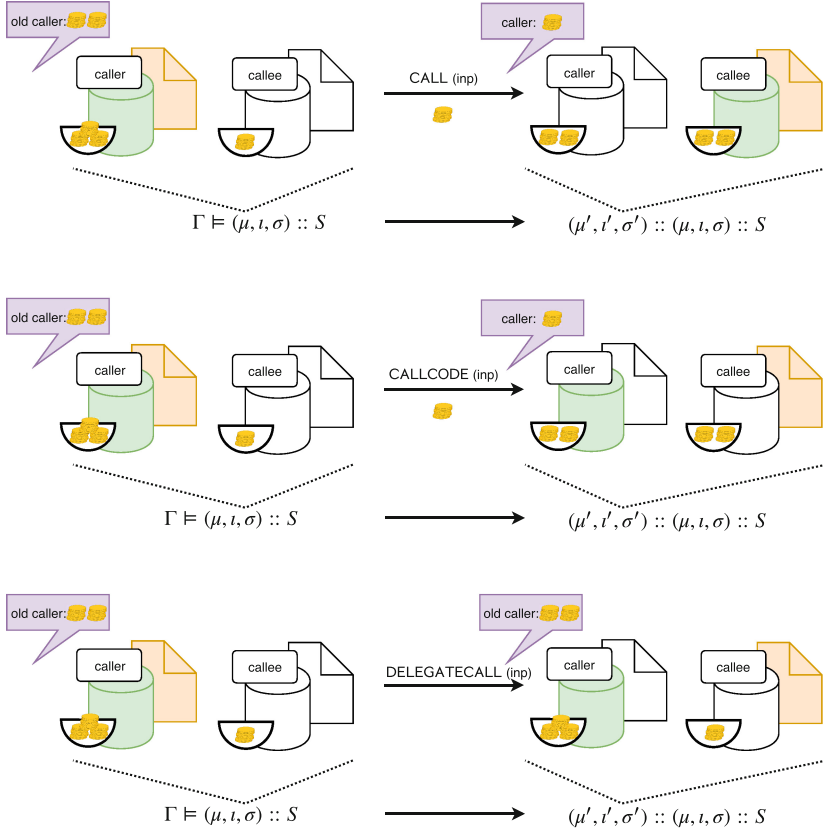 old caller:
caller:
caller
callee
CALL (inp)
caller
callee
Γ ⊨ (μ, ι, σ) :: S
(μ′, ι′, σ′) :: (μ, ι, σ) :: S
old caller:
caller:
caller
callee
CALLCODE (inp)
caller
callee
Γ ⊨ (μ, ι, σ) :: S
(μ′, ι′, σ′) :: (μ, ι, σ) :: S
old caller:
old caller:
caller
callee
DELEGATECALL (inp)
caller
callee
Γ ⊨ (μ, ι, σ) :: S
(μ′, ι′, σ′) :: (μ, ι, σ) :: S